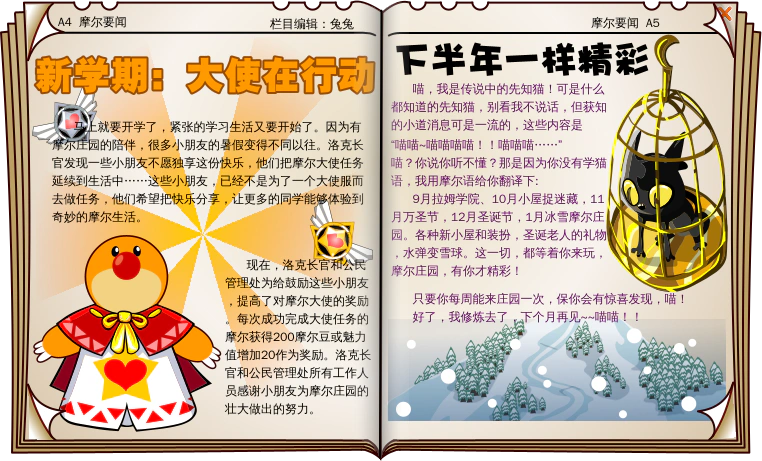 A4 摩尔要闻
栏目编辑：兔兔
新学期：大使在行动
马上就要开学了，紧张的学习生活又要开始了。因为有
摩尔庄园的陪伴，很多小朋友的暑假变得不同以往。洛克长
官发现一些小朋友不愿独享这份快乐，他们把摩尔大使任务
延续到生活中……这些小朋友，已经不是为了一个大使服而
去做任务，他们希望把快乐分享，让更多的同学能够体验到
奇妙的摩尔生活。
现在，洛克长官和公民
管理处为给鼓励这些小朋友
，提高了对摩尔大使的奖励
。每次成功完成大使任务的
摩尔获得200摩尔豆或魅力
值增加20作为奖励。洛克长
官和公民管理处所有工作人
员感谢小朋友为摩尔庄园的
壮大做出的努力。
摩尔要闻 A5
下半年一样精彩
喵，我是传说中的先知猫！可是什么
都知道的先知猫，别看我不说话，但获知
的小道消息可是一流的，这些内容是
“喵喵~喵喵喵喵！！喵喵喵……”
喵？你说你听不懂？那是因为你没有学猫
语，我用摩尔语给你翻译下：
9月拉姆学院、10月小屋捉迷藏，11
月万圣节，12月圣诞节，1月冰雪摩尔庄
园。各种新小屋和装扮，圣诞老人的礼物
，水弹变雪球。这一切，都等着你来玩，
摩尔庄园，有你才精彩！
只要你每周能来庄园一次，保你会有惊喜发现，喵！
好了，我修炼去了，下个月再见~~喵喵！！